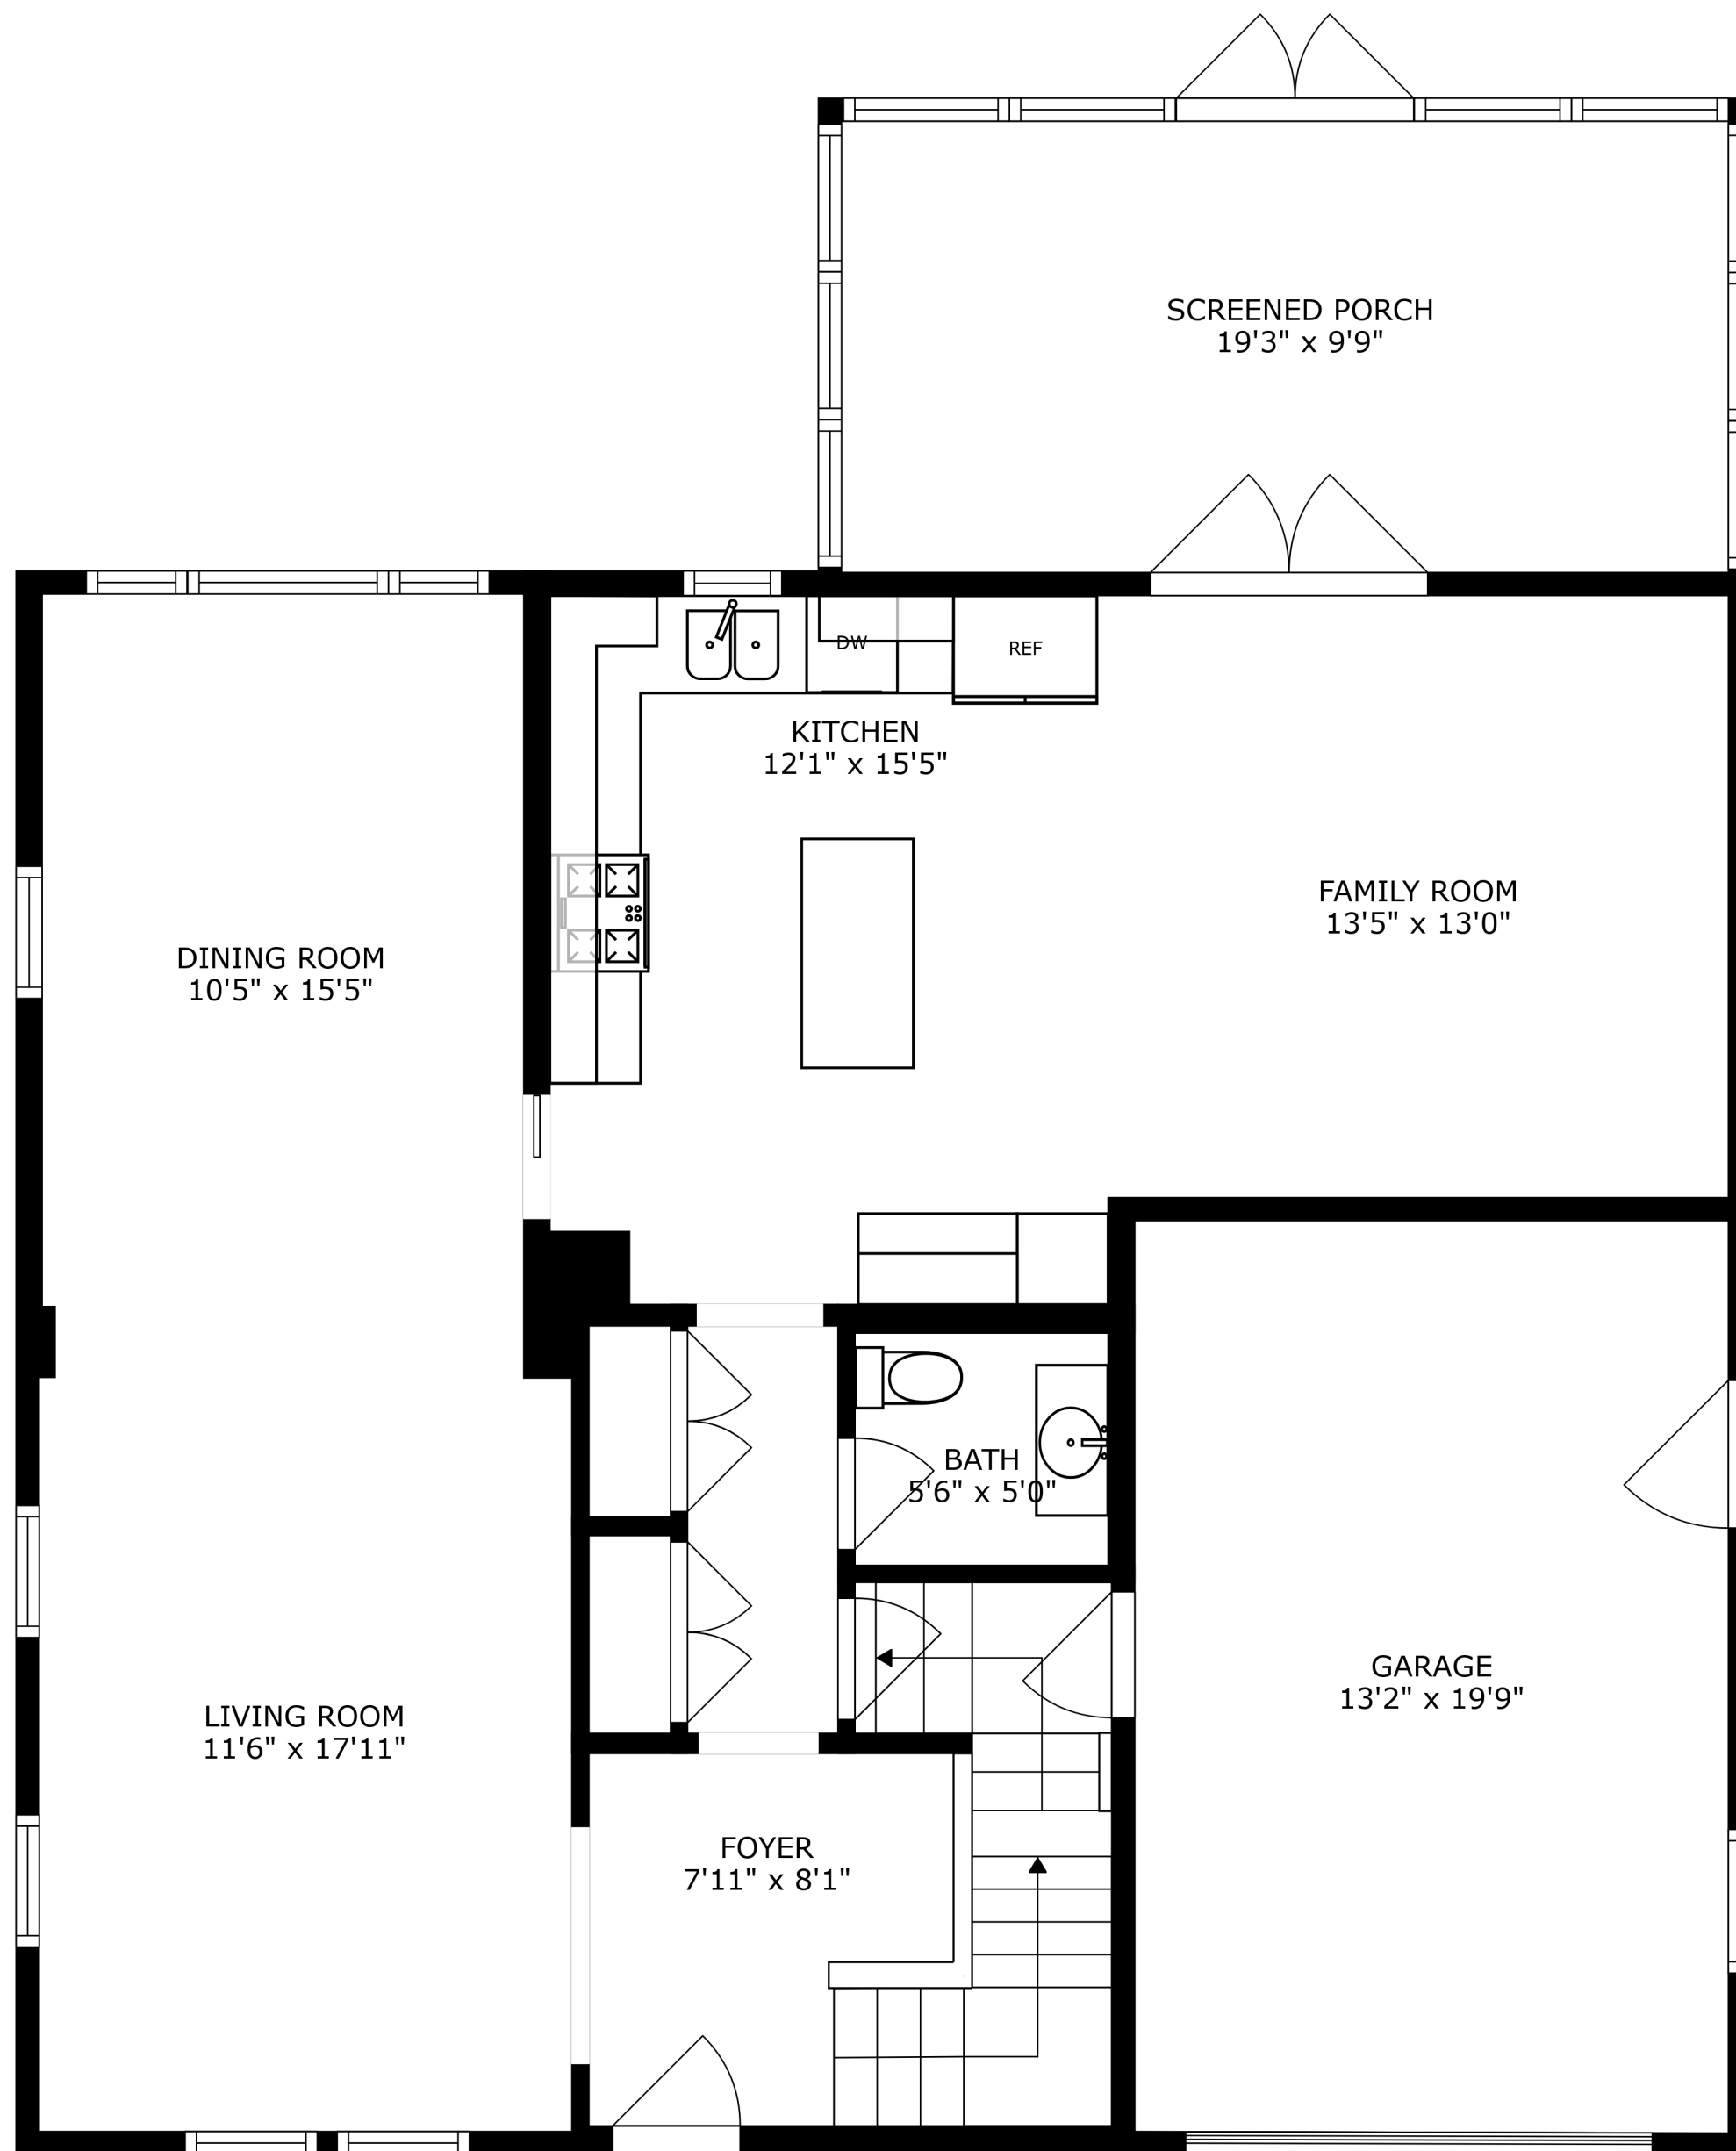 SCREENED PORCH
19'3" x 9'9"
DW
REF
KITCHEN
12'1" x 15'5"
FAMILY ROOM
13'5" x 13'0"
DINING ROOM
10'5" x 15'5"
BATH
5'6" x 5'0"
GARAGE
13'2" x 19'9"
LIVING ROOM
11'6" x 17'11"
FOYER
7'11" x 8'1"